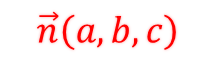 n⃗(a, b, c)